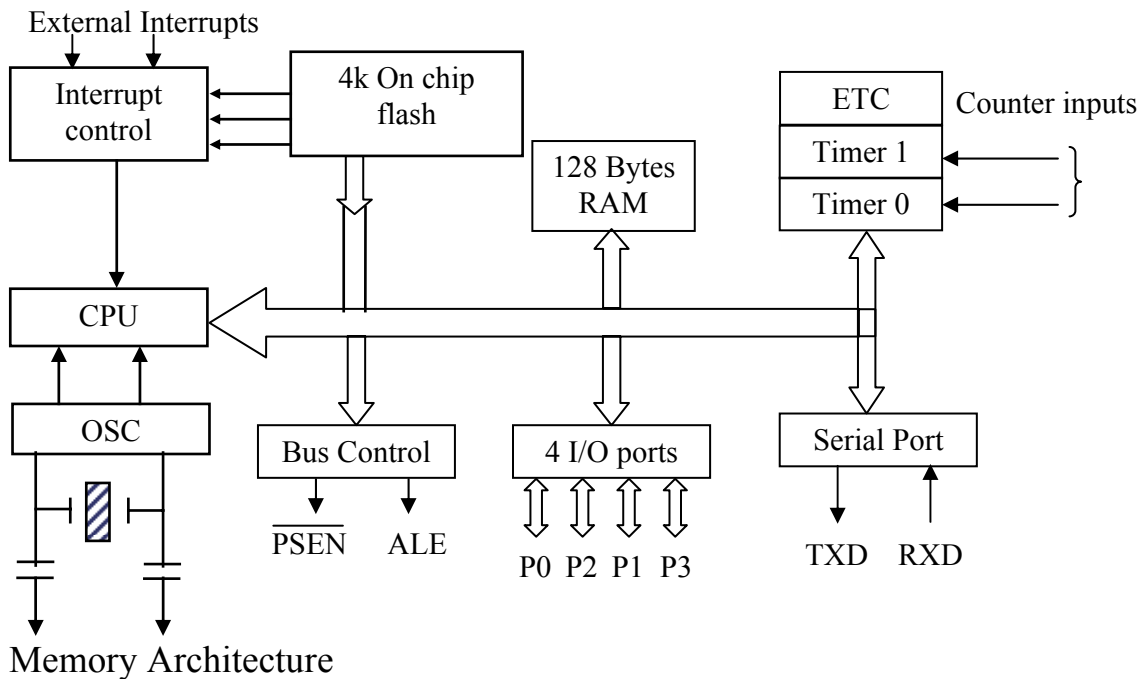 External Interrupts
Interrupt
control
4k On chip
flash
ETC
Timer 1
Timer 0
Counter inputs
128 Bytes
RAM
CPU
OSC
Bus Control
4 I/O ports
Serial Port
PSEN
ALE
P0 P2 P1 P3
TXD
RXD
Memory Architecture